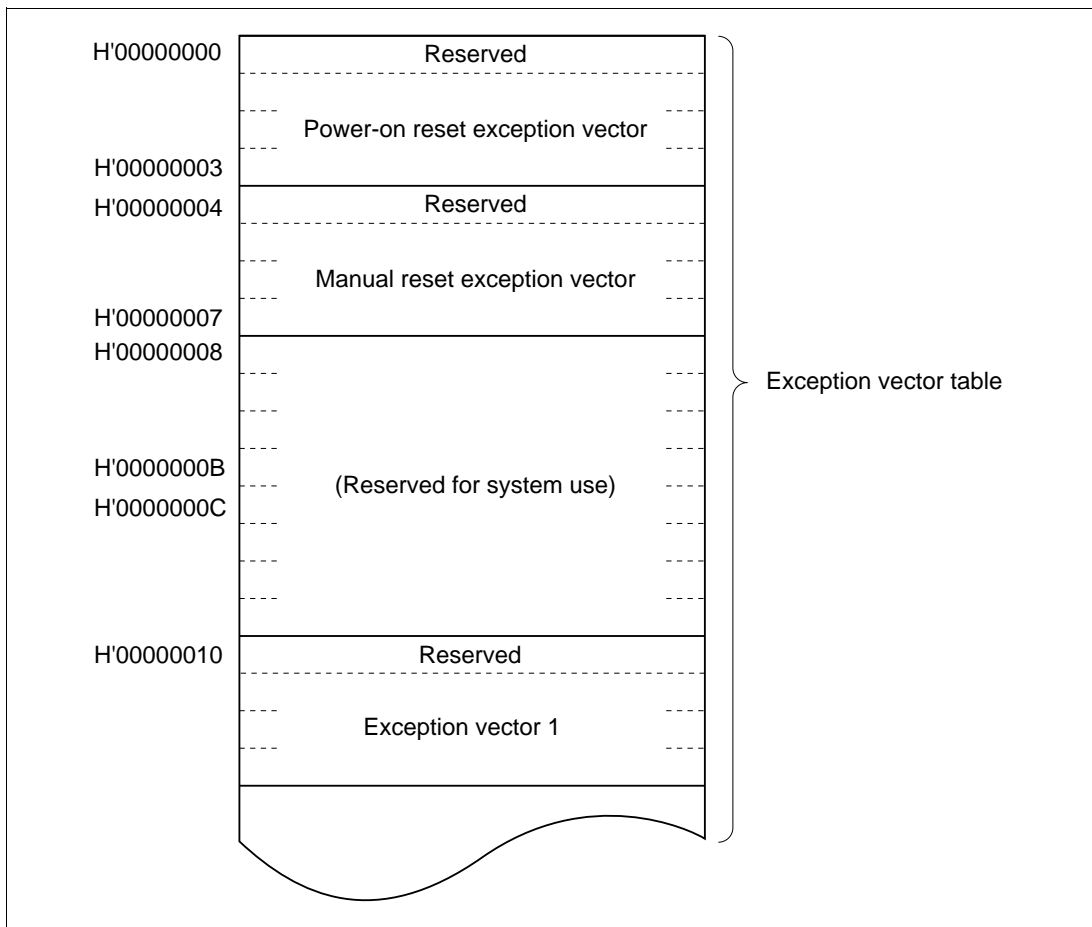 H'00000000
Reserved
Power-on reset exception vector
H'00000003
H'00000004
Reserved
Manual reset exception vector
H'00000007
H'00000008
Exception vector table
H'0000000B
(Reserved for system use)
H'0000000C
H'00000010
Reserved
Exception vector 1